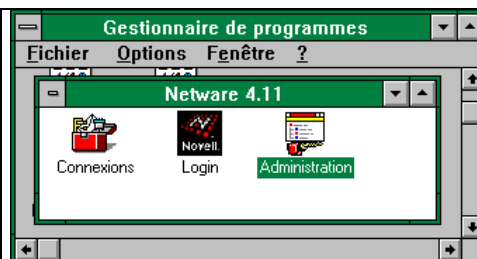 Gestionnaire de programmes
Fichier Options Fenêtre ?
Netware 4.11
NOVELL.
Connexions Login Administration